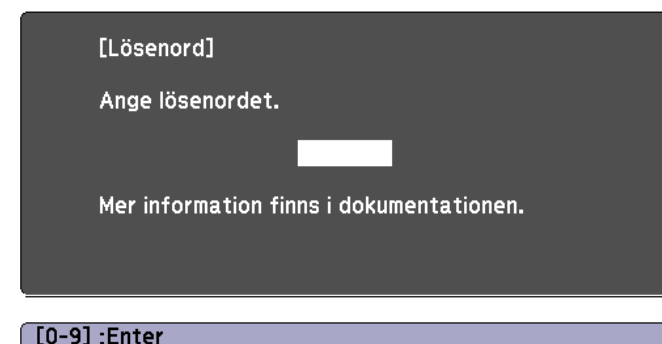 [Lösenord]
Ange lösenordet.
Mer information finns i dokumentationen.
[0-9] :Enter